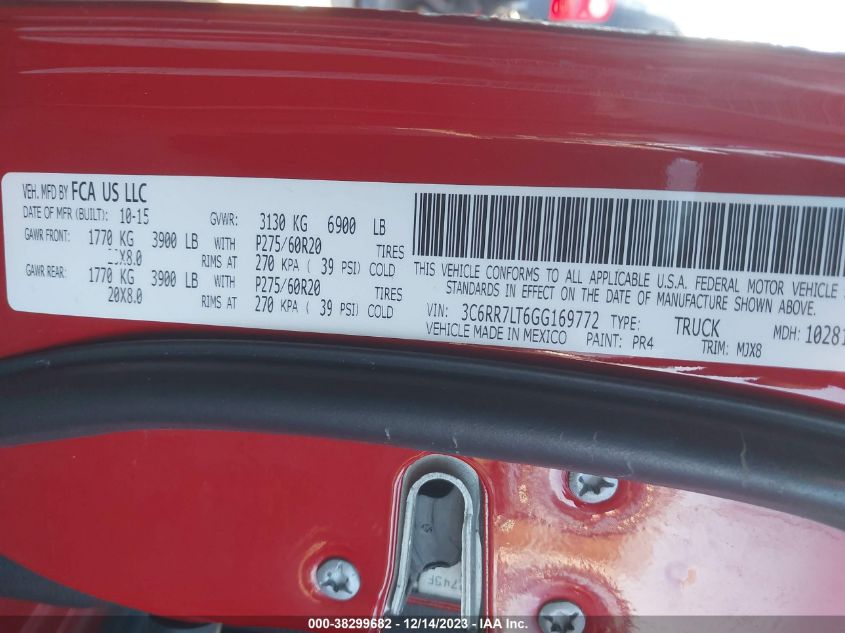 VEH. MFD BY FCA US LLC
DATE OF MFR (BUILT): 10-15 GVWR: 3130 KG 6900 LB
GAWR FRONT: 1770 KG 3900 LB WITH P275/60R20 TIRES
X8.0 RIMS AT 270 KPA ( 39 PSI) COLD
GAWR REAR: 1770 KG 3900 LB WITH P275/60R20 TIRES
20X8.0 RIMS AT 270 KPA ( 39 PSI) COLD
THIS VEHICLE CONFORMS TO ALL APPLICABLE U.S.A. FEDERAL MOTOR VEHICLE
STANDARDS IN EFFECT ON THE DATE OF MANUFACTURE SHOWN ABOVE.
VIN: 3C6RR7LT6GG169772 TYPE: TRUCK MDH: 10281
VEHICLE MADE IN MEXICO PAINT: PR4 TRIM: MJX8
000-38299682 - 12/14/2023 - IAA Inc.